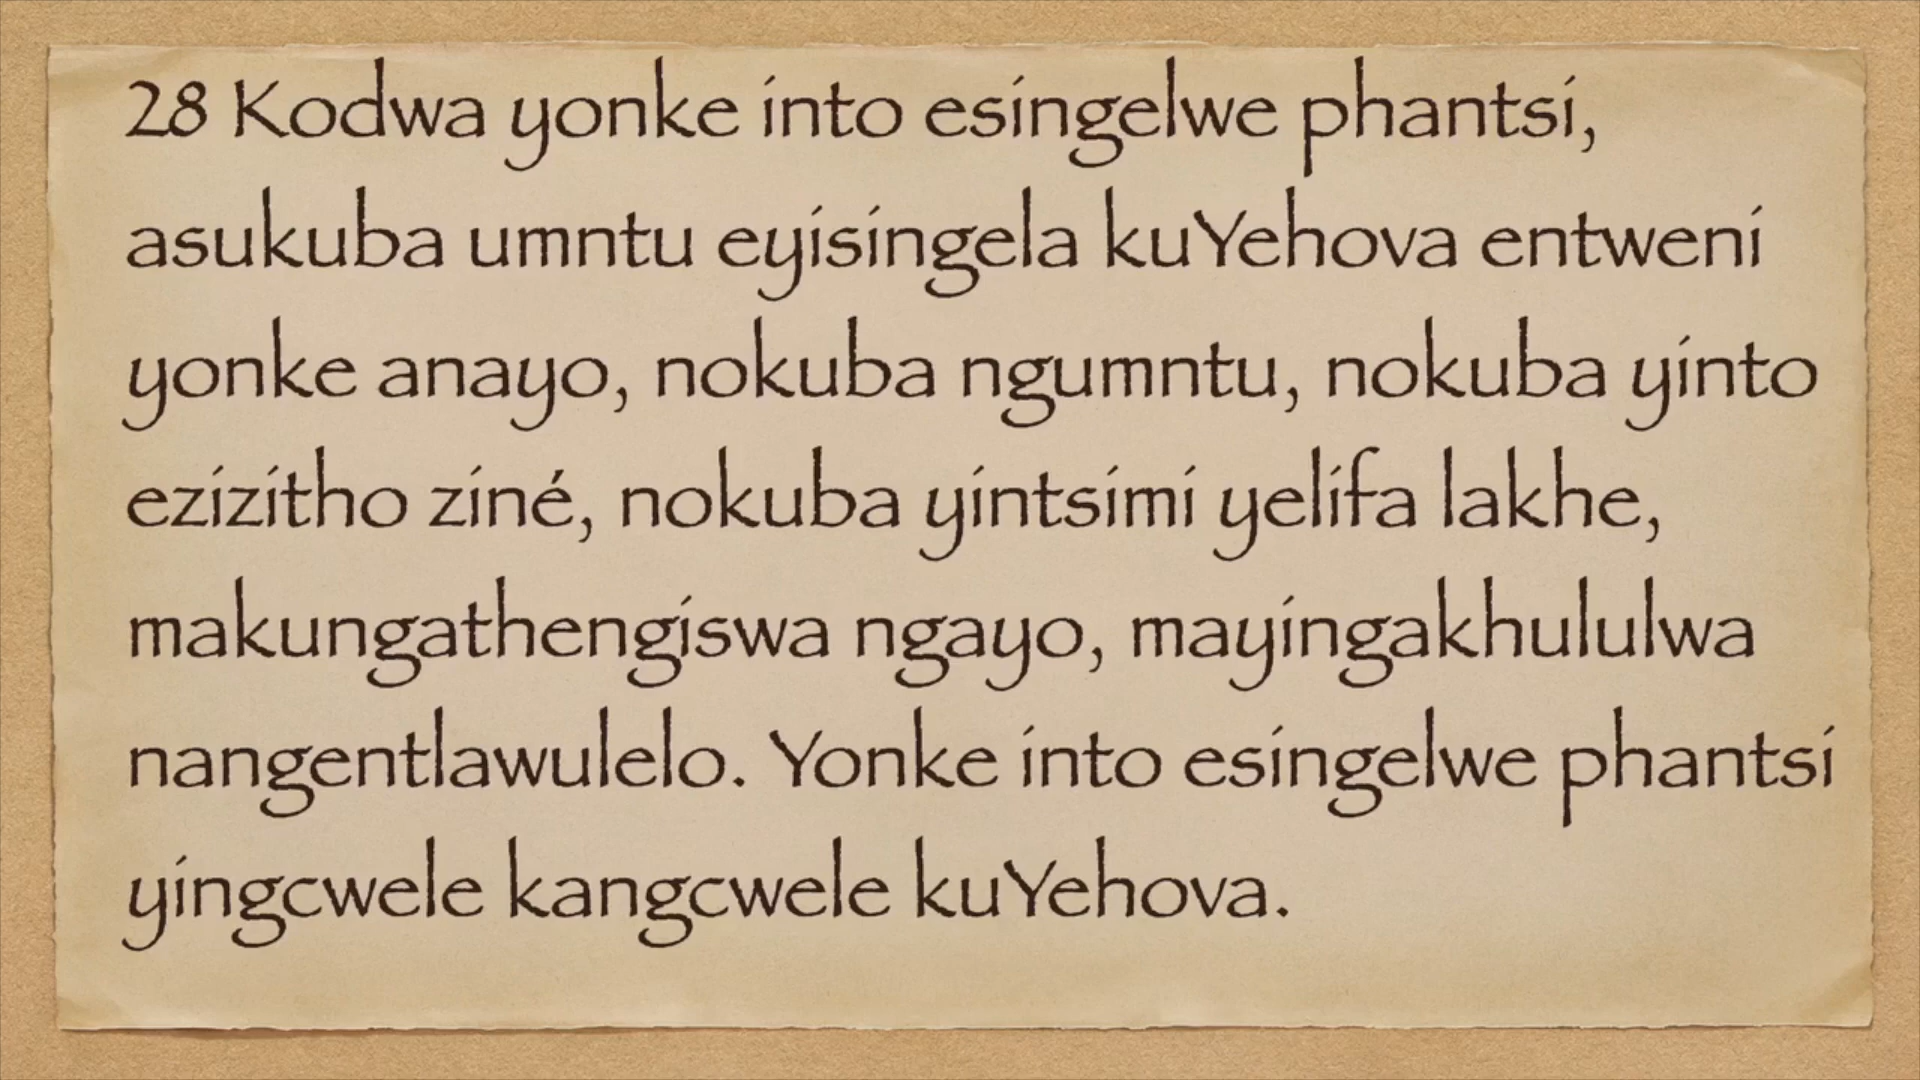 28 Kodwa yonke into esingelwe phantsi,
asukuba umntu eyisingela kuYehova entweni
yonke anayo, nokuba ngumntu, nokuba yinto
ezizitho ziné, nokuba yintsimi yelifa lakhe,
makungathengiswa ngayo, mayingakhululwa
nangentlawulelo. Yonke into esingelwe phantsi
yingcwele kangcwele kuYehova.